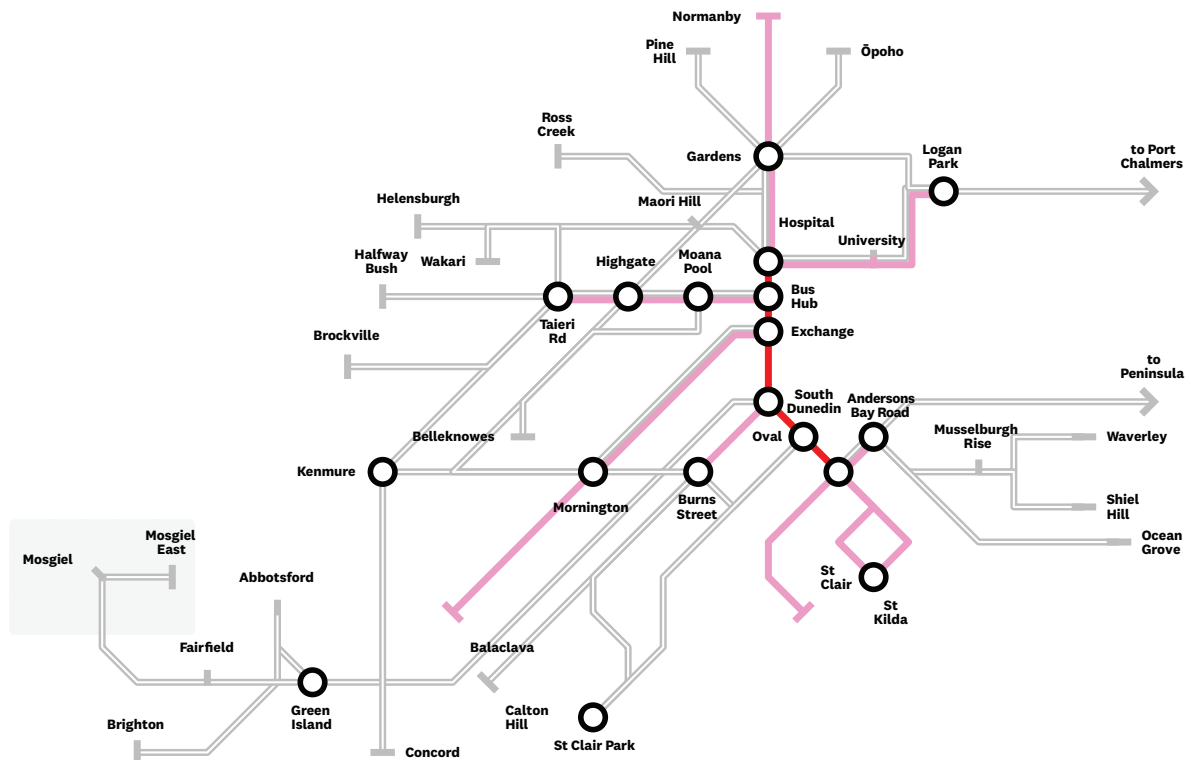 Normanby
Pine
Hill
Ōpoho
Ross
Creek
Gardens
Logan
Park
to Port
Chalmers
Helensburgh
Maori Hill
Hospital
University
Halfway
Bush
Wakari
Highgate
Moana
Pool
Bus
Hub
Taieri
Rd
Exchange
Brockville
to
Peninsula
South
Dunedin
Andersons
Bay Road
Belleknowes
Oval
Musselburgh
Rise
Waverley
Kenmure
Mornington
Burns
Street
Shiel
Hill
Ocean
Grove
Mosgiel
Mosgiel
East
Abbotsford
St
Clair
St
Kilda
Fairfield
Balaclava
Green
Island
Calton
Hill
St Clair Park
Brighton
Concord